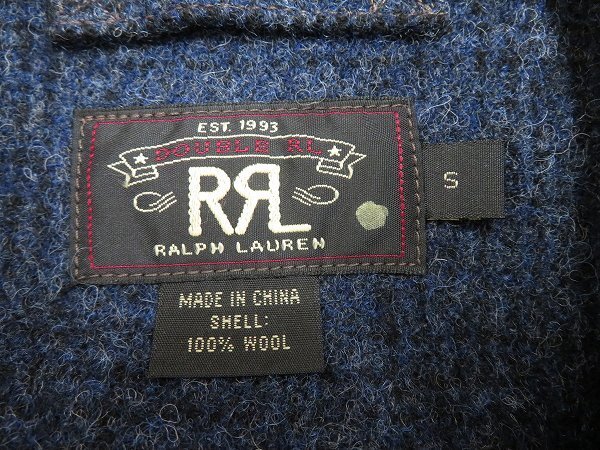 EST. 1993
DOUBLE RL
RRL
RALPH LAUREN
S
MADE IN CHINA
SHELL:
100% WOOL